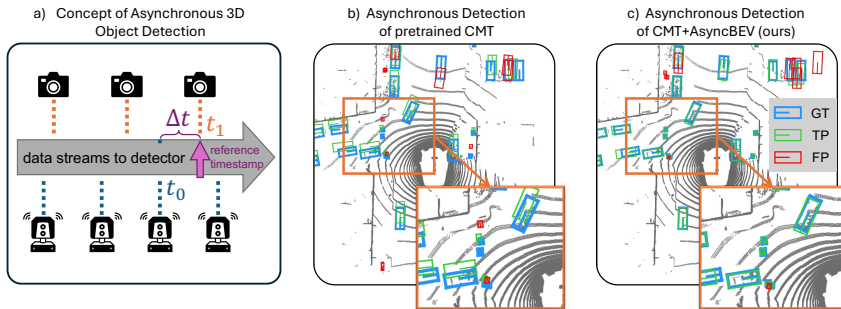 a) Concept of Asynchronous 3D
Object Detection
Δt
t₁
data streams to detector
reference
timestamp
t₀
b) Asynchronous Detection
of pretrained CMT
c) Asynchronous Detection
of CMT+AsyncBEV (ours)
GT
TP
FP